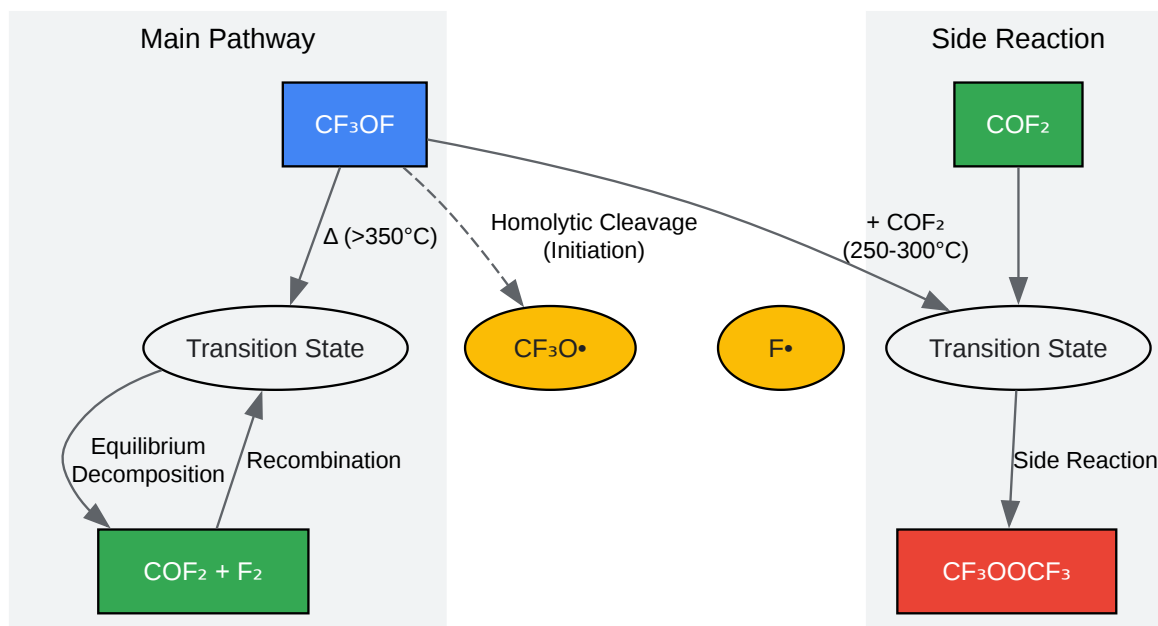 Main Pathway
Side Reaction
CF₃OF
COF₂
Δ (>350°C)
Homolytic Cleavage
(Initiation)
+ COF₂
(250-300°C)
Transition State
CF₃O•
F•
Transition State
Equilibrium
Decomposition
Recombination
Side Reaction
COF₂ + F₂
CF₃OOCF₃